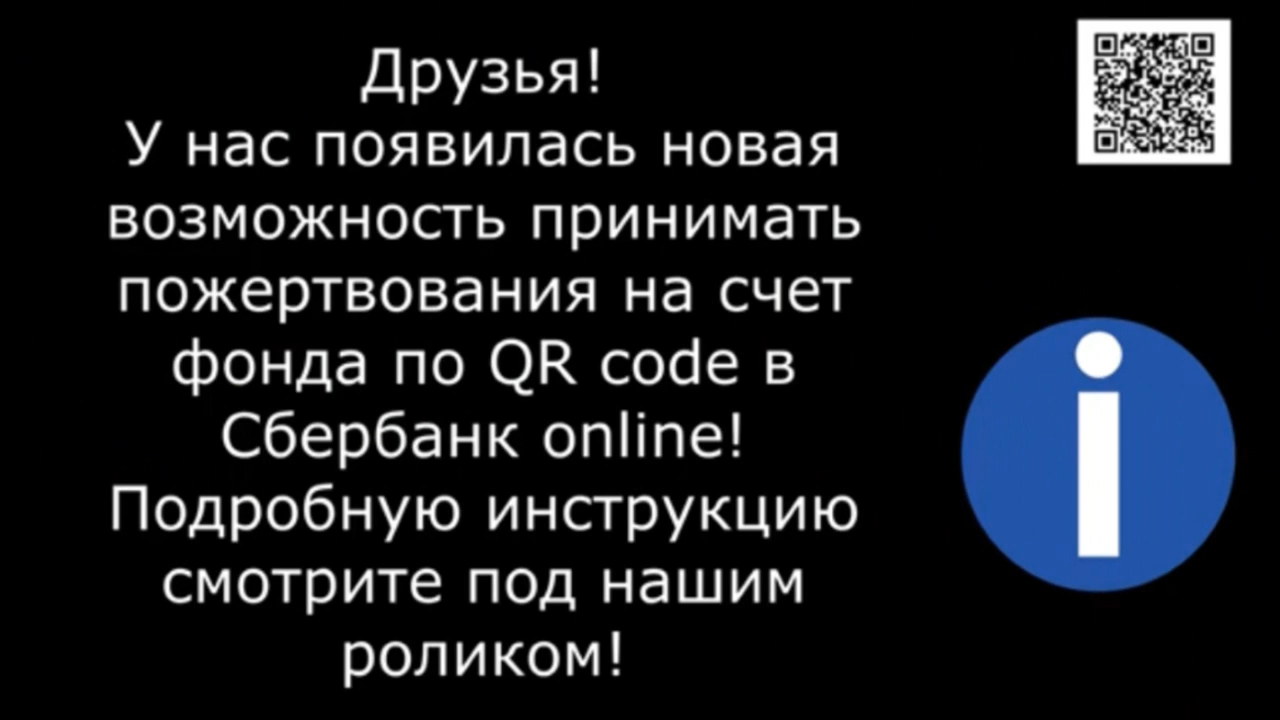 Друзья!
У нас появилась новая
возможность принимать
пожертвования на счет
фонда по QR code в
Сбербанк online!
Подробную инструкцию
смотрите под нашим
роликом!